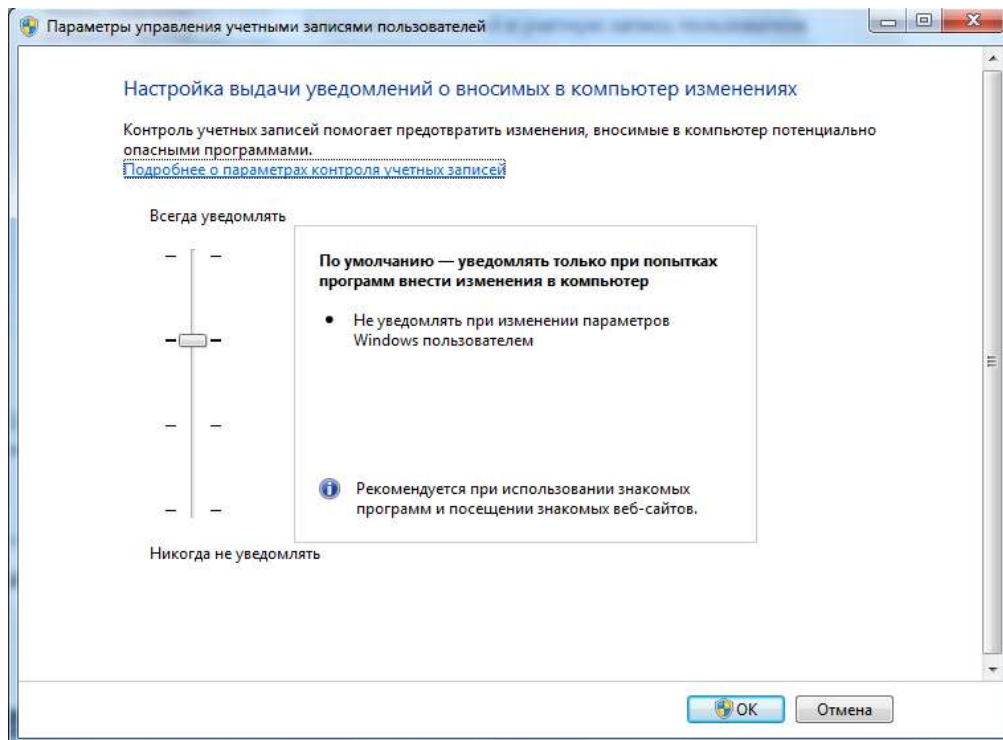 Параметры управления учетными записями пользователей
Настройка выдачи уведомлений о вносимых в компьютер изменениях
Контроль учетных записей помогает предотвратить изменения, вносимые в компьютер потенциально
опасными программами.
Подробнее о параметрах контроля учетных записей
Всегда уведомлять
По умолчанию — уведомлять только при попытках
программ внести изменения в компьютер
• Не уведомлять при изменении параметров
Windows пользователем
Рекомендуется при использовании знакомых
программ и посещении знакомых веб-сайтов.
Никогда не уведомлять
OK
Отмена